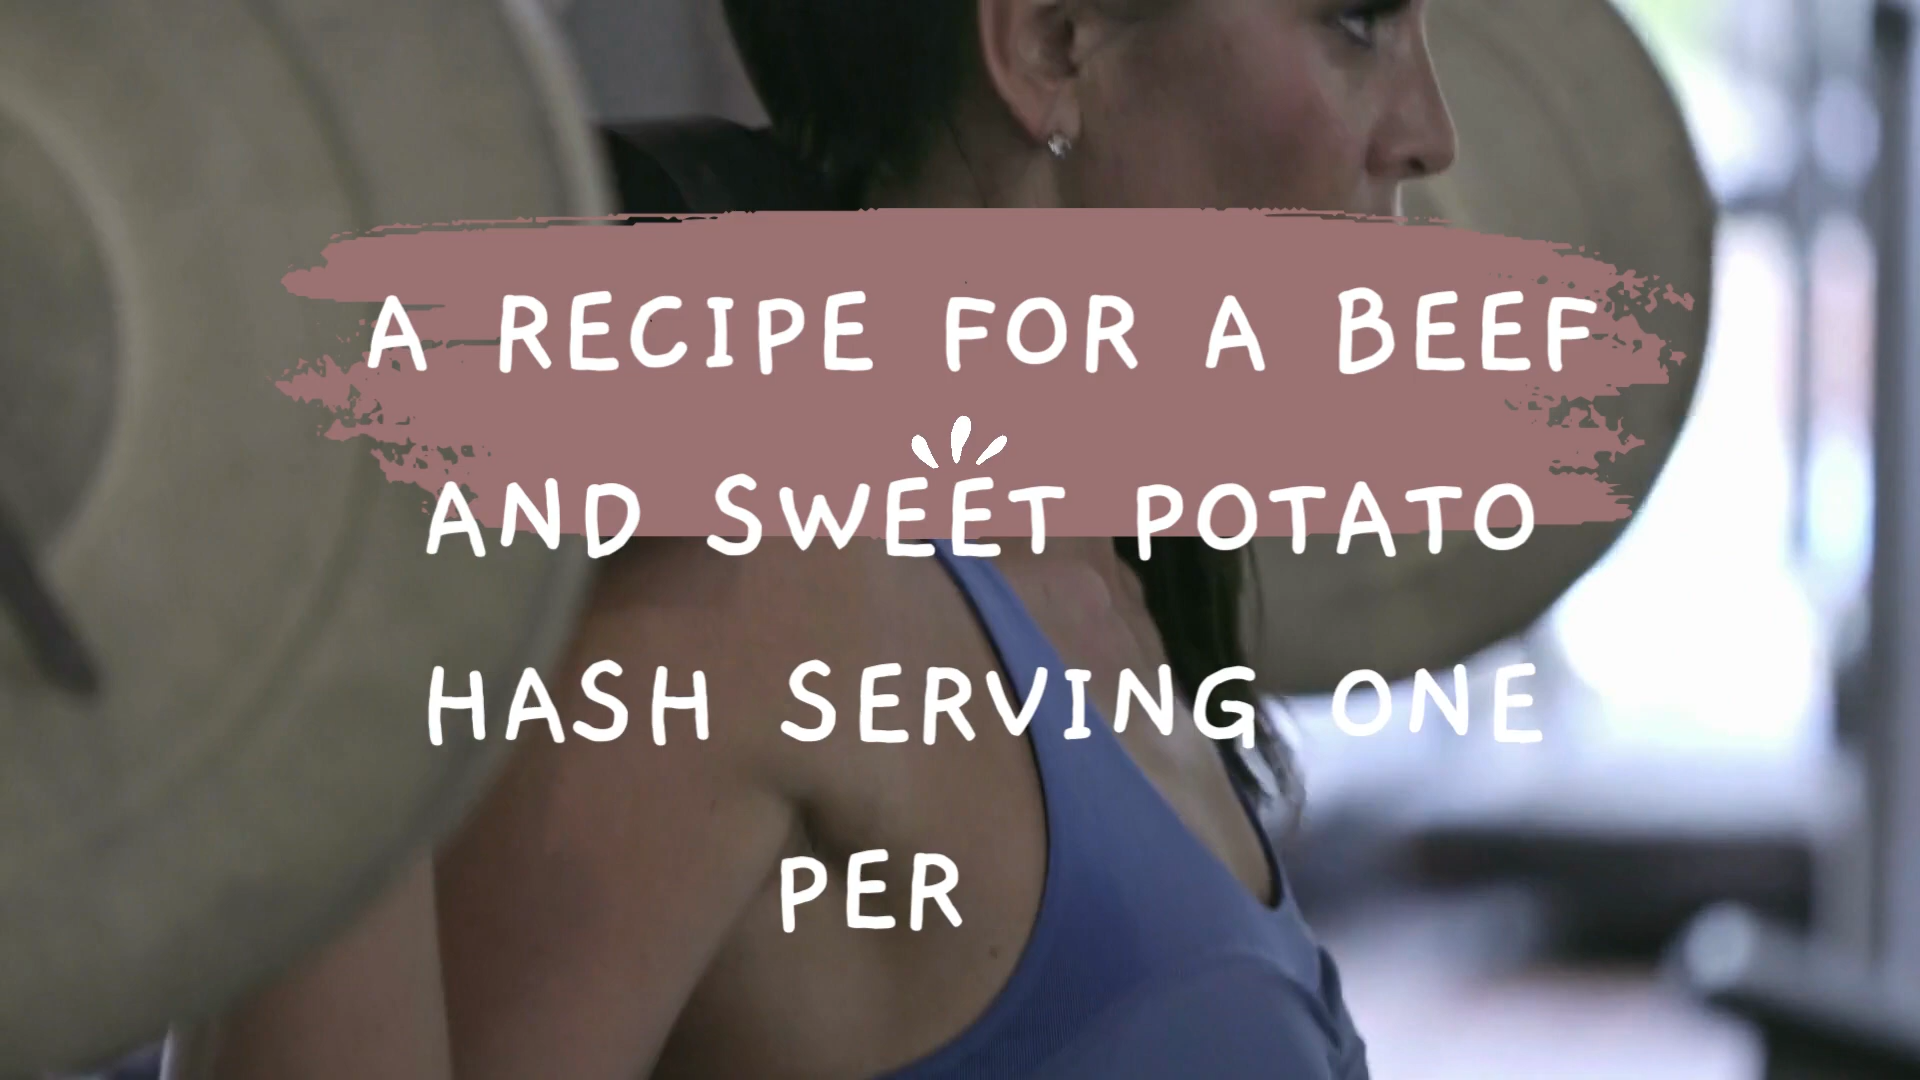 A RECIPE FOR A BEEF
AND SWEET POTATO
HASH SERVING ONE
PER